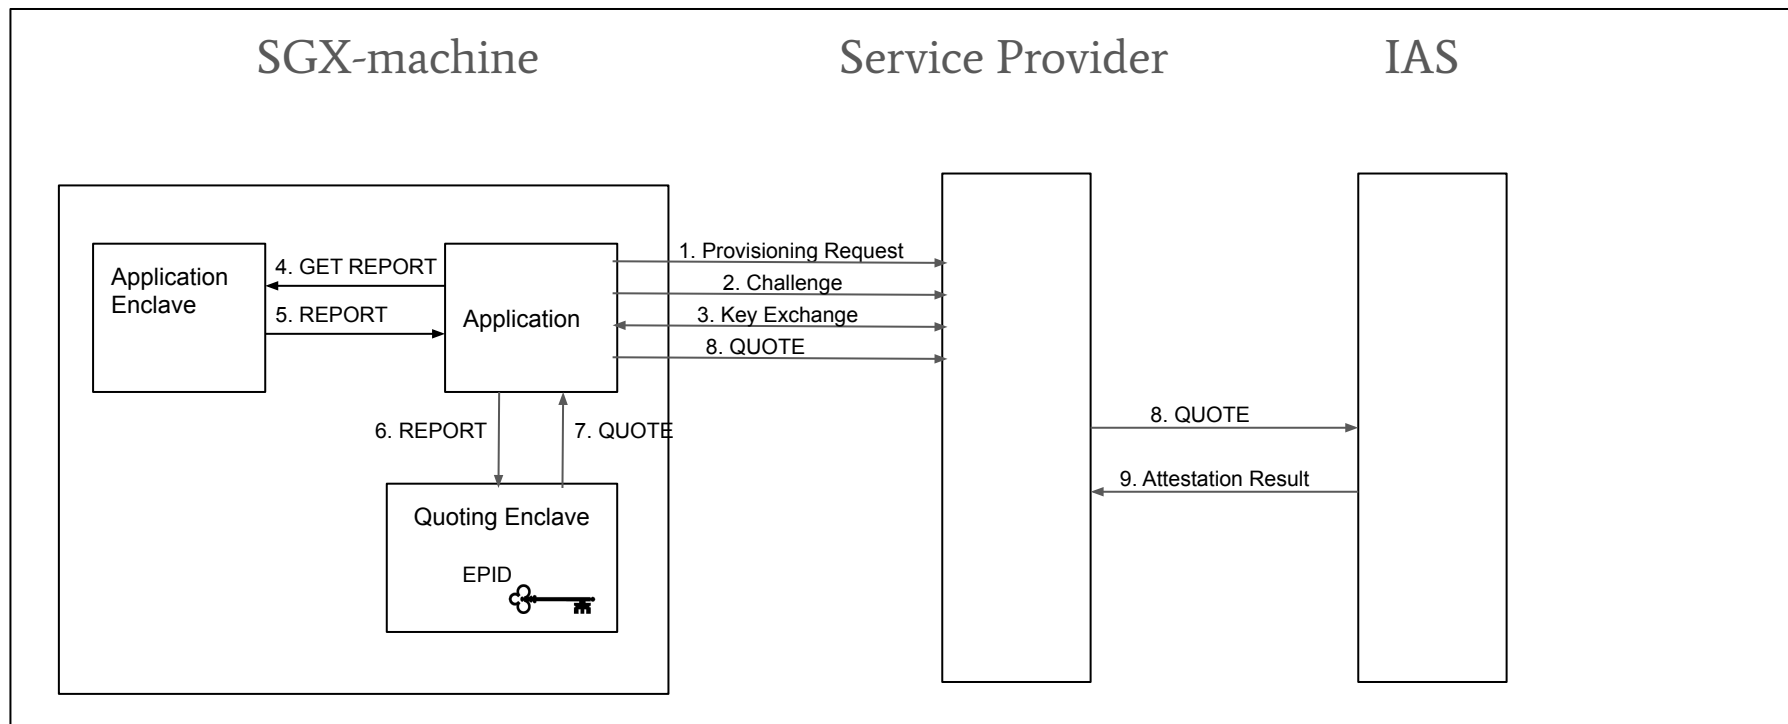 SGX-machine
Service Provider
IAS
Application
Enclave
4. GET REPORT
5. REPORT
Application
1. Provisioning Request
2. Challenge
3. Key Exchange
8. QUOTE
6. REPORT
7. QUOTE
8. QUOTE
9. Attestation Result
Quoting Enclave
EPID